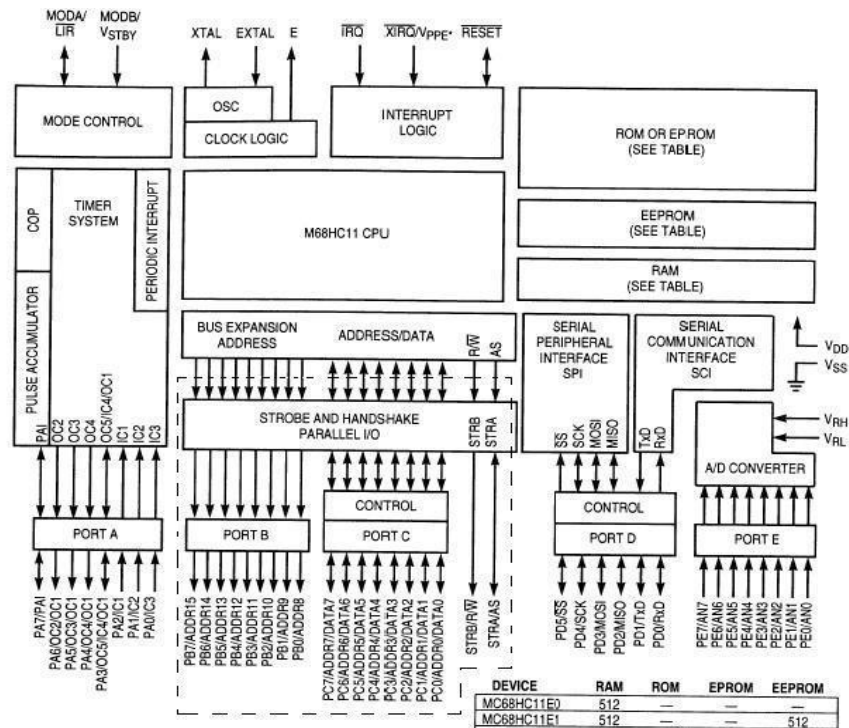 MODA/
LIR
MODB/
VSTBY
XTAL
EXTAL
E
IRQ
XIRQ/VPPE*
RESET
MODE CONTROL
OSC
CLOCK LOGIC
INTERRUPT
LOGIC
ROM OR EPROM
(SEE TABLE)
COP
TIMER
SYSTEM
PERIODIC INTERRUPT
M68HC11 CPU
EEPROM
(SEE TABLE)
RAM
(SEE TABLE)
PULSE ACCUMULATOR
BUS EXPANSION
ADDRESS
ADDRESS/DATA
R/W
AS
SERIAL
PERIPHERAL
INTERFACE
SPI
SERIAL
COMMUNICATION
INTERFACE
SCI
VDD
VSS
PAI
OC2
OC3
OC4
OC5/IC4/OC1
IC1
IC2
IC3
STROBE AND HANDSHAKE
PARALLEL I/O
STRB
STRA
SS
SCK
MOSI
MISO
TxD
RxD
VRH
VRL
A/D CONVERTER
PORT A
PORT B
CONTROL
PORT C
CONTROL
PORT D
PORT E
PA7/PAI
PA6/OC2/OC1
PA5/OC3/OC1
PA4/OC4/OC1
PA3/OC5/IC4/OC1
PA2/IC1
PA1/IC2
PA0/IC3
PB7/ADDR15
PB6/ADDR14
PB5/ADDR13
PB4/ADDR12
PB3/ADDR11
PB2/ADDR10
PB1/ADDR9
PB0/ADDR8
PC7/ADDR7/DATA7
PC6/ADDR6/DATA6
PC5/ADDR5/DATA5
PC4/ADDR4/DATA4
PC3/ADDR3/DATA3
PC2/ADDR2/DATA2
PC1/ADDR1/DATA1
PC0/ADDR0/DATA0
STRB/R/W
STRA/AS
PD5/SS
PD4/SCK
PD3/MOSI
PD2/MISO
PD1/TxD
PD0/RxD
PE7/AN7
PE6/AN6
PE5/AN5
PE4/AN4
PE3/AN3
PE2/AN2
PE1/AN1
PE0/AN0
DEVICE RAM ROM EPROM EEPROM
MC68HC11E0 512 — — —
MC68HC11E1 512 — — 512